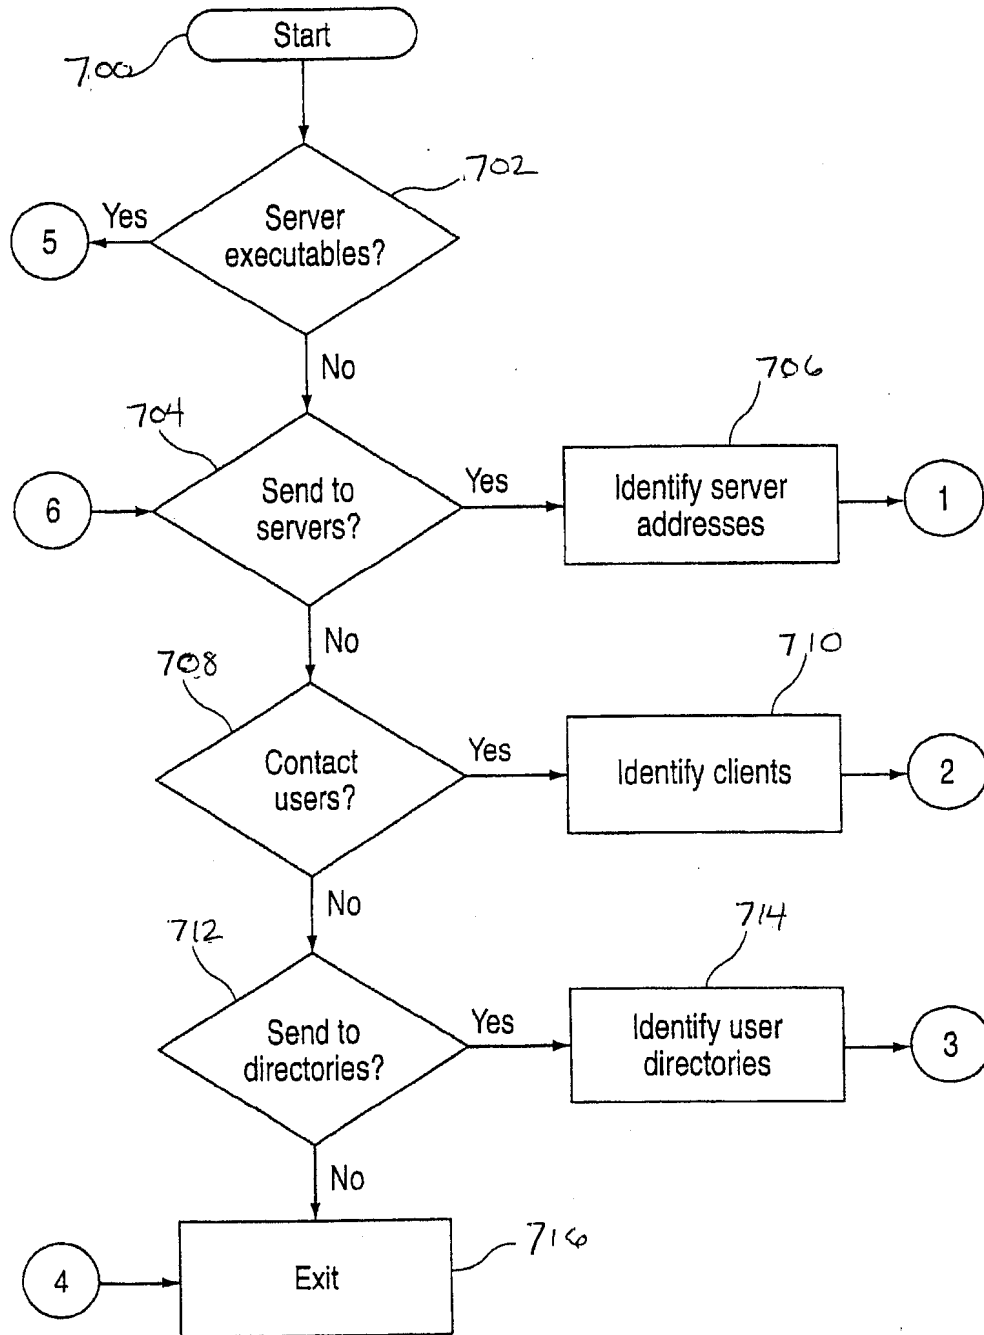 Start
700
702
Server
executables?
Yes
5
No
704
706
6
Send to
servers?
Yes
Identify server
addresses
1
No
708
710
Contact
users?
Yes
Identify clients
2
No
712
714
Send to
directories?
Yes
Identify user
directories
3
No
716
4
Exit